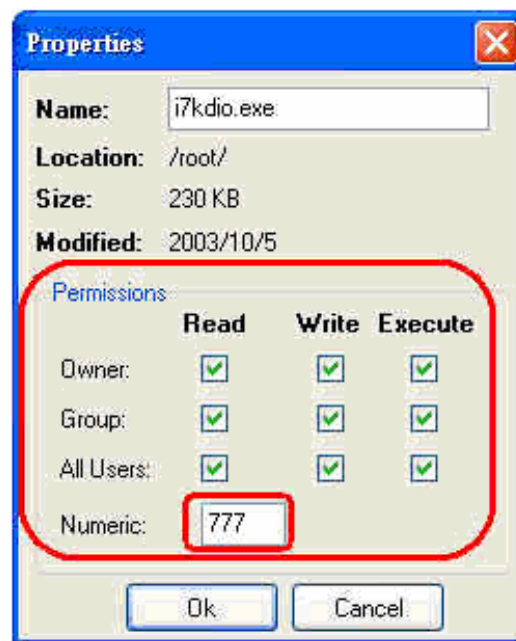 Properties
Name: i7kdio.exe
Location: /root/
Size: 230 KB
Modified: 2003/10/5
Permissions
Read Write Execute
Owner:
Group:
All Users:
Numeric: 777
Ok Cancel